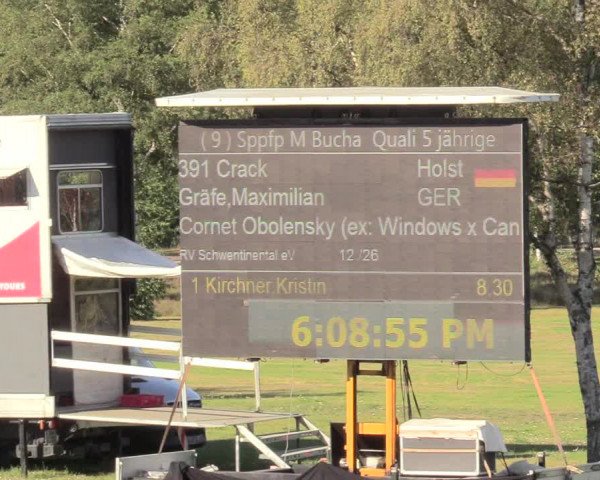 ( 9 ) Sppfp M Bucha Quali 5 jährige
391 Crack Holst
Gräfe,Maximilian GER
Cornet Obolensky (ex: Windows x Can
RV Schwentinental eV 12 /26
1 Kirchner,Kristin 8.30
6:08:55 PM
YOURS